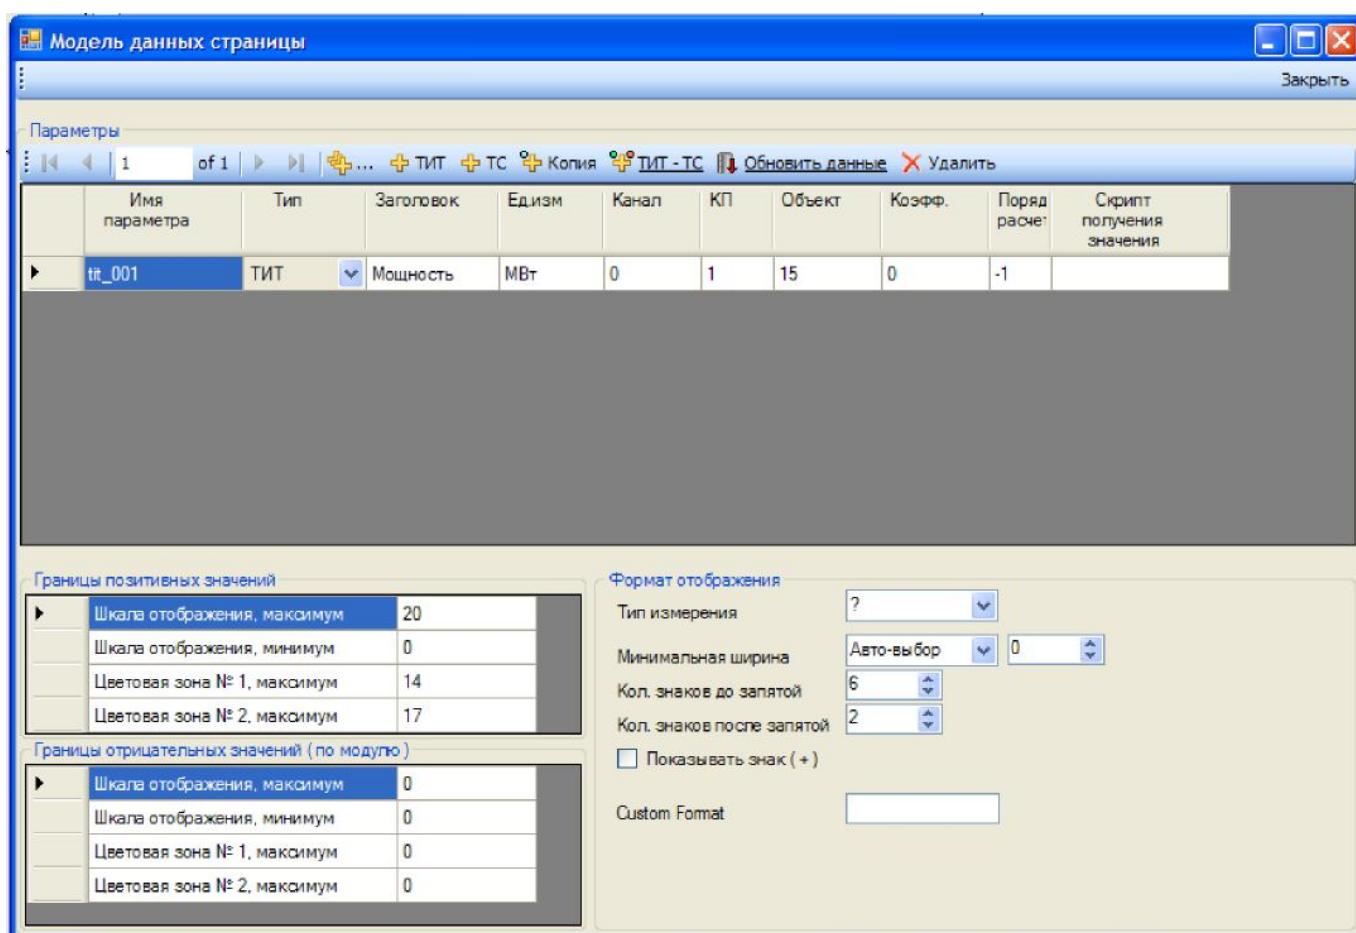 Модель данных страницы
Закрыть
Параметры
1 of 1 ... ТИТ ТС Копия ТИТ - ТС Обновить данные Удалить
Имя параметра Тип Заголовок Ед.изм Канал КП Объект Коэфф. Поряд расчет Скрипт получения значения
tit_001 ТИТ Мощность МВт 0 1 15 0 -1
Границы позитивных значений
Шкала отображения, максимум 20
Шкала отображения, минимум 0
Цветовая зона № 1, максимум 14
Цветовая зона № 2, максимум 17
Границы отрицательных значений ( по модулю )
Шкала отображения, максимум 0
Шкала отображения, минимум 0
Цветовая зона № 1, максимум 0
Цветовая зона № 2, максимум 0
Формат отображения
Тип измерения ?
Минимальная ширина Авто-выбор 0
Кол. знаков до запятой 6
Кол. знаков после запятой 2
Показывать знак ( + )
Custom Format